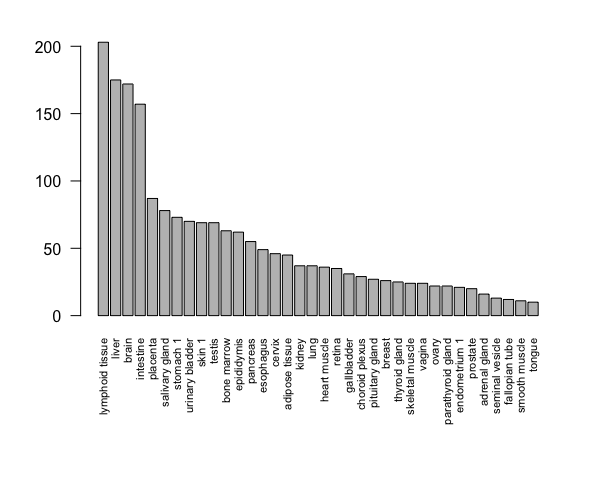 200
150
100
50
0
lymphoid tissue
liver
brain
intestine
placenta
salivary gland
stomach 1
urinary bladder
skin 1
testis
bone marrow
epididymis
pancreas
esophagus
cervix
adipose tissue
kidney
lung
heart muscle
retina
gallbladder
choroid plexus
pituitary gland
breast
thyroid gland
skeletal muscle
vagina
ovary
parathyroid gland
endometrium 1
prostate
adrenal gland
seminal vesicle
fallopian tube
smooth muscle
tongue